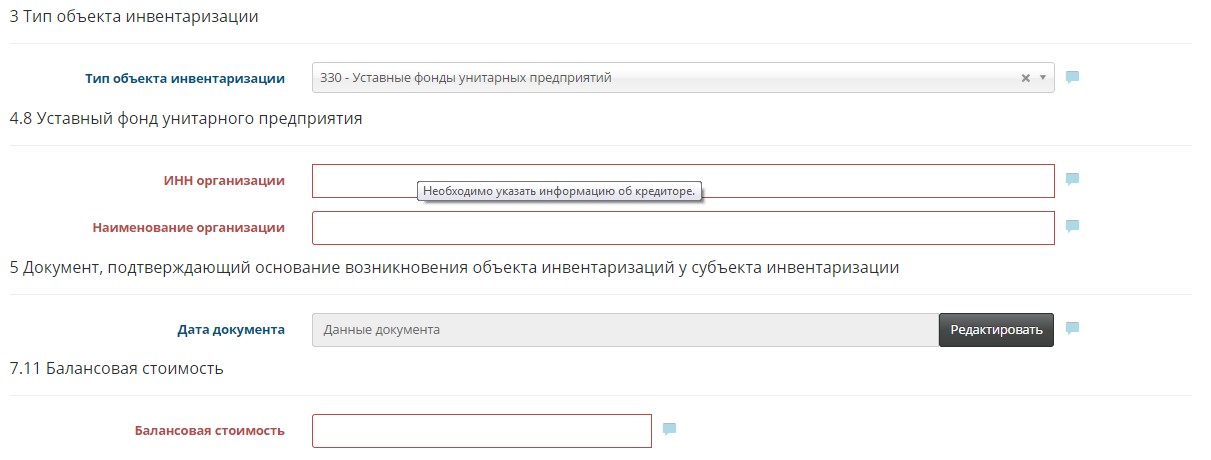 3 Тип объекта инвентаризации
Тип объекта инвентаризации 330 - Уставные фонды унитарных предприятий
4.8 Уставный фонд унитарного предприятия
ИНН организации
Необходимо указать информацию об кредиторе.
Наименование организации
5 Документ, подтверждающий основание возникновения объекта инвентаризаций у субъекта инвентаризации
Дата документа Данные документа Редактировать
7.11 Балансовая стоимость
Балансовая стоимость